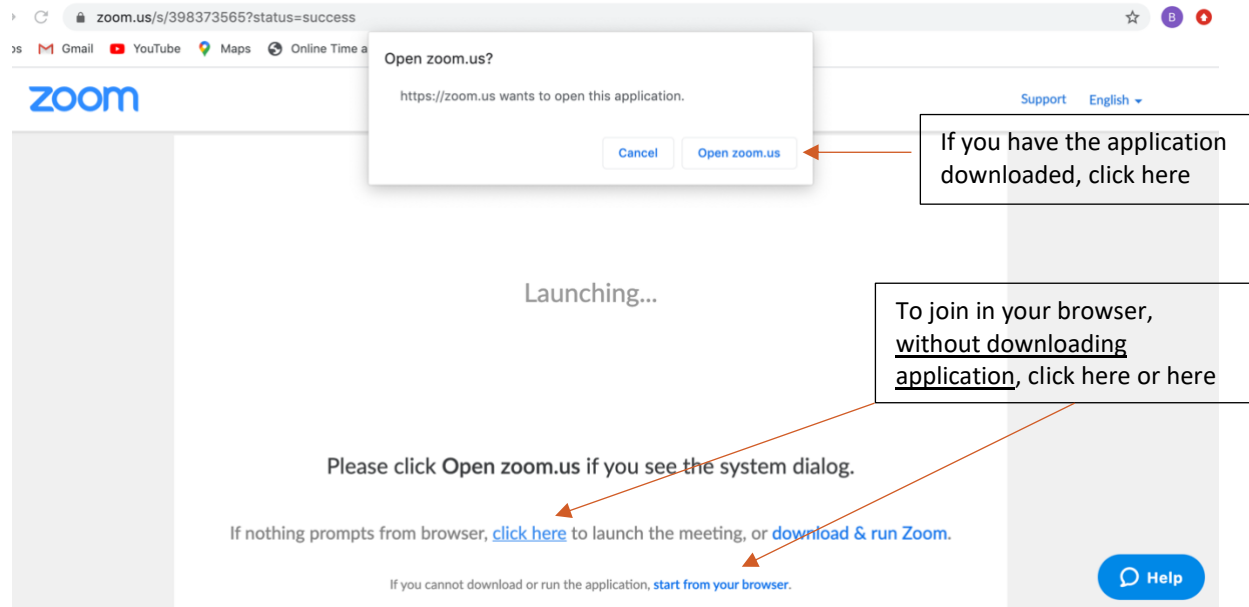 zoom.us/s/398373565?status=success
B
os Gmail YouTube Maps Online Time a
Open zoom.us?
https://zoom.us wants to open this application.
Cancel Open zoom.us
zoom
Support English
If you have the application
downloaded, click here
Launching...
To join in your browser,
without downloading
application, click here or here
Please click Open zoom.us if you see the system dialog.
If nothing prompts from browser, click here to launch the meeting, or download & run Zoom.
If you cannot download or run the application, start from your browser.
Help